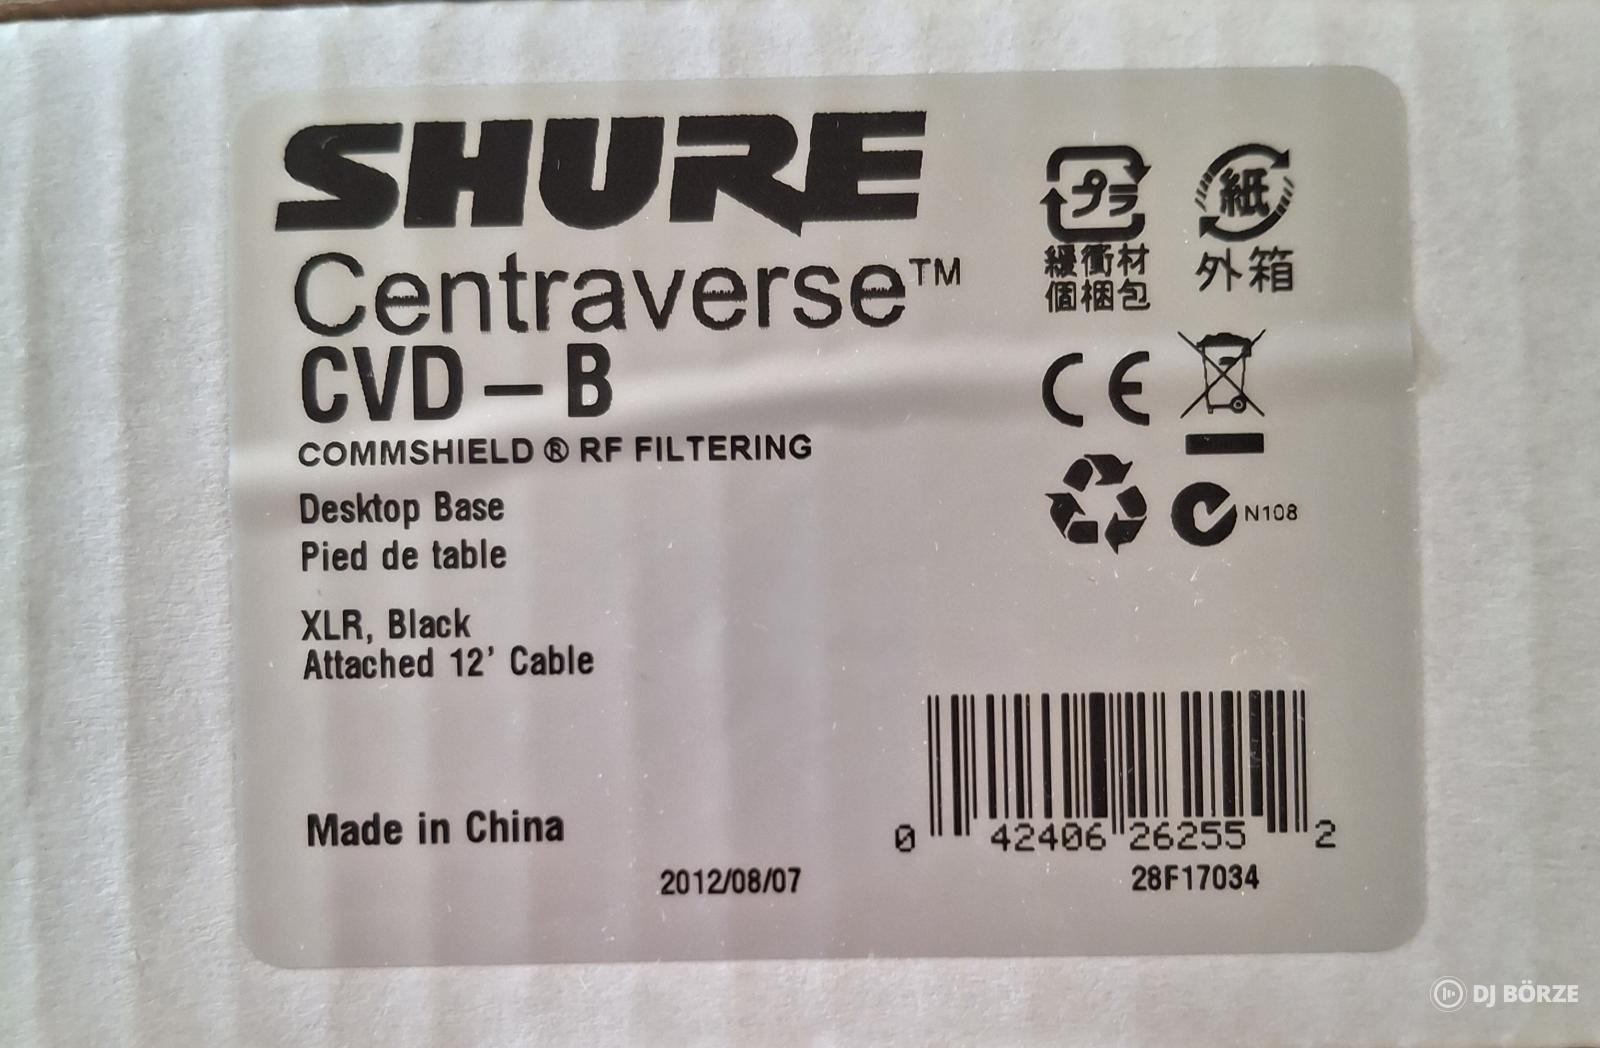 SHURE
Centraverse™
CVD – B
COMMSHIELD ® RF FILTERING
Desktop Base
Pied de table
XLR, Black
Attached 12' Cable
Made in China
2012/08/07
プラ
緩衝材
個梱包
紙
外箱
CE
N108
0 42406 26255 2
28F17034
DJ BÖRZE